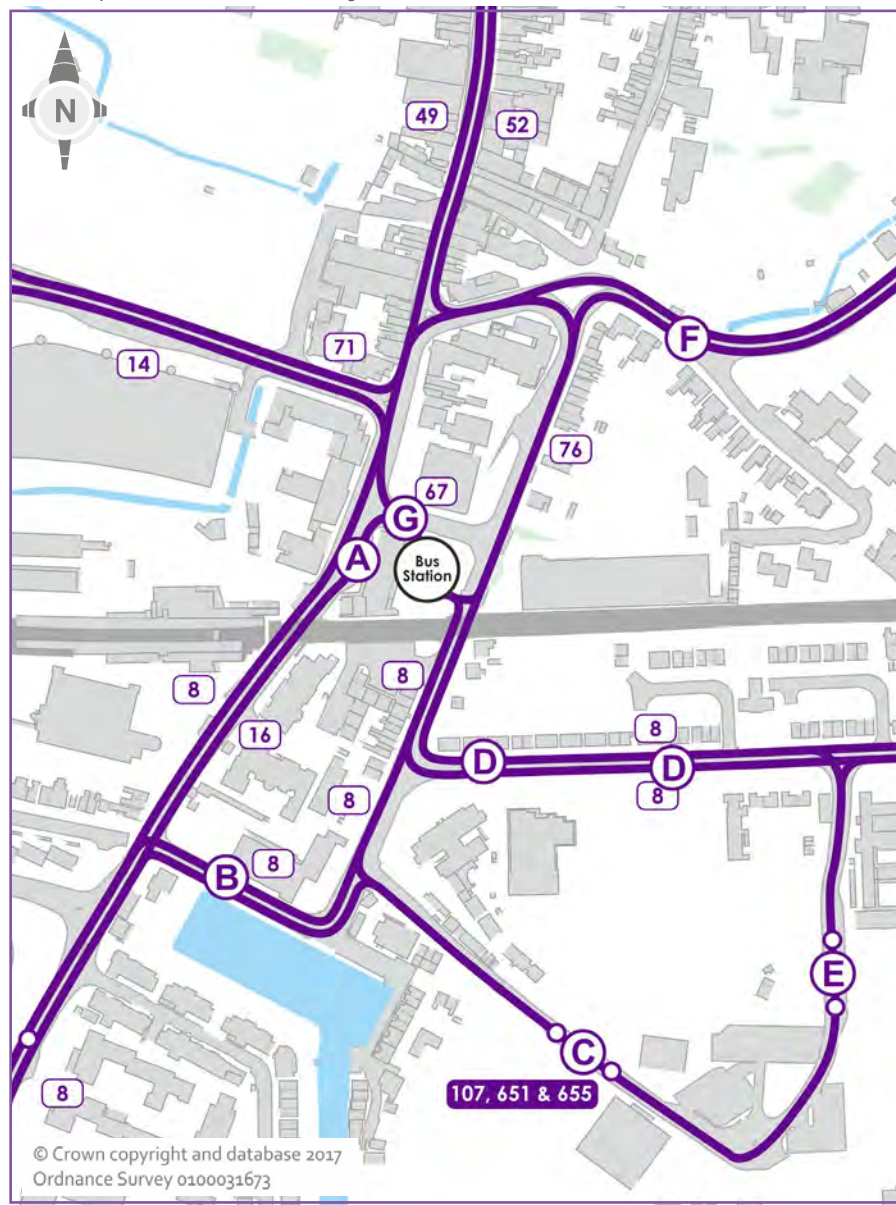 N
49
52
14
71
F
76
67
G
A
Bus
Station
8
8
16
8
D
D
8
8
8
B
E
C
107, 651 & 655
8
© Crown copyright and database 2017
Ordnance Survey 0100031673